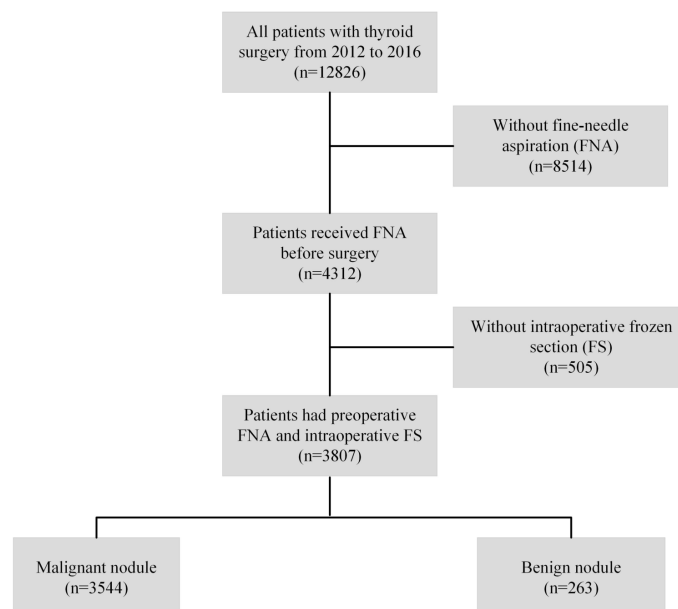 All patients with thyroid
surgery from 2012 to 2016
(n=12826)
Without fine-needle
aspiration (FNA)
(n=8514)
Patients received FNA
before surgery
(n=4312)
Without intraoperative frozen
section (FS)
(n=505)
Patients had preoperative
FNA and intraoperative FS
(n=3807)
Malignant nodule
(n=3544)
Benign nodule
(n=263)